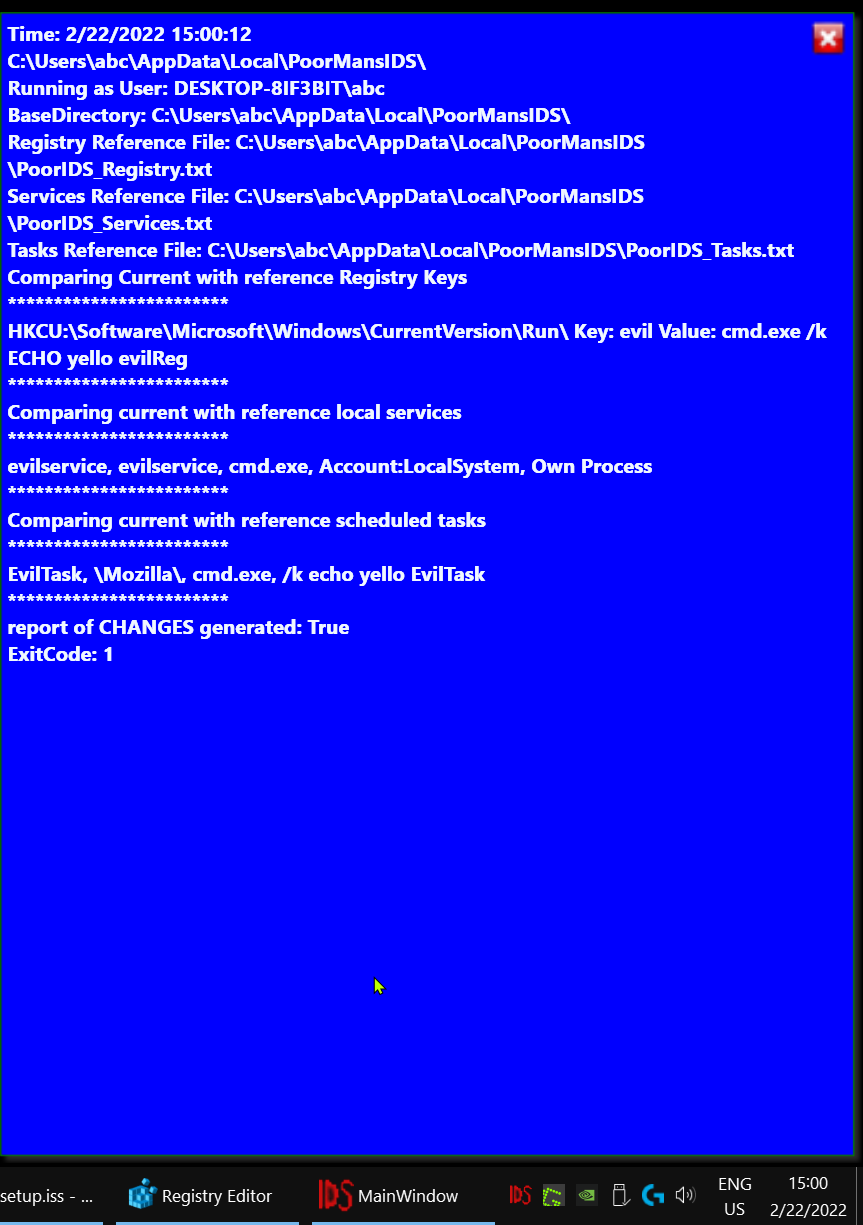 Time: 2/22/2022 15:00:12
C:\Users\abc\AppData\Local\PoorMansIDS\
Running as User: DESKTOP-8IF3BIT\abc
BaseDirectory: C:\Users\abc\AppData\Local\PoorMansIDS\
Registry Reference File: C:\Users\abc\AppData\Local\PoorMansIDS
\PoorIDS_Registry.txt
Services Reference File: C:\Users\abc\AppData\Local\PoorMansIDS
\PoorIDS_Services.txt
Tasks Reference File: C:\Users\abc\AppData\Local\PoorMansIDS\PoorIDS_Tasks.txt
Comparing Current with reference Registry Keys
************************
HKCU:\Software\Microsoft\Windows\CurrentVersion\Run\ Key: evil Value: cmd.exe /k
ECHO yello evilReg
************************
Comparing current with reference local services
************************
evilservice, evilservice, cmd.exe, Account:LocalSystem, Own Process
************************
Comparing current with reference scheduled tasks
************************
EvilTask, \Mozilla\, cmd.exe, /k echo yello EvilTask
************************
report of CHANGES generated: True
ExitCode: 1
setup.iss - ...
Registry Editor
IDS MainWindow
IDS
ENG
US
15:00
2/22/2022